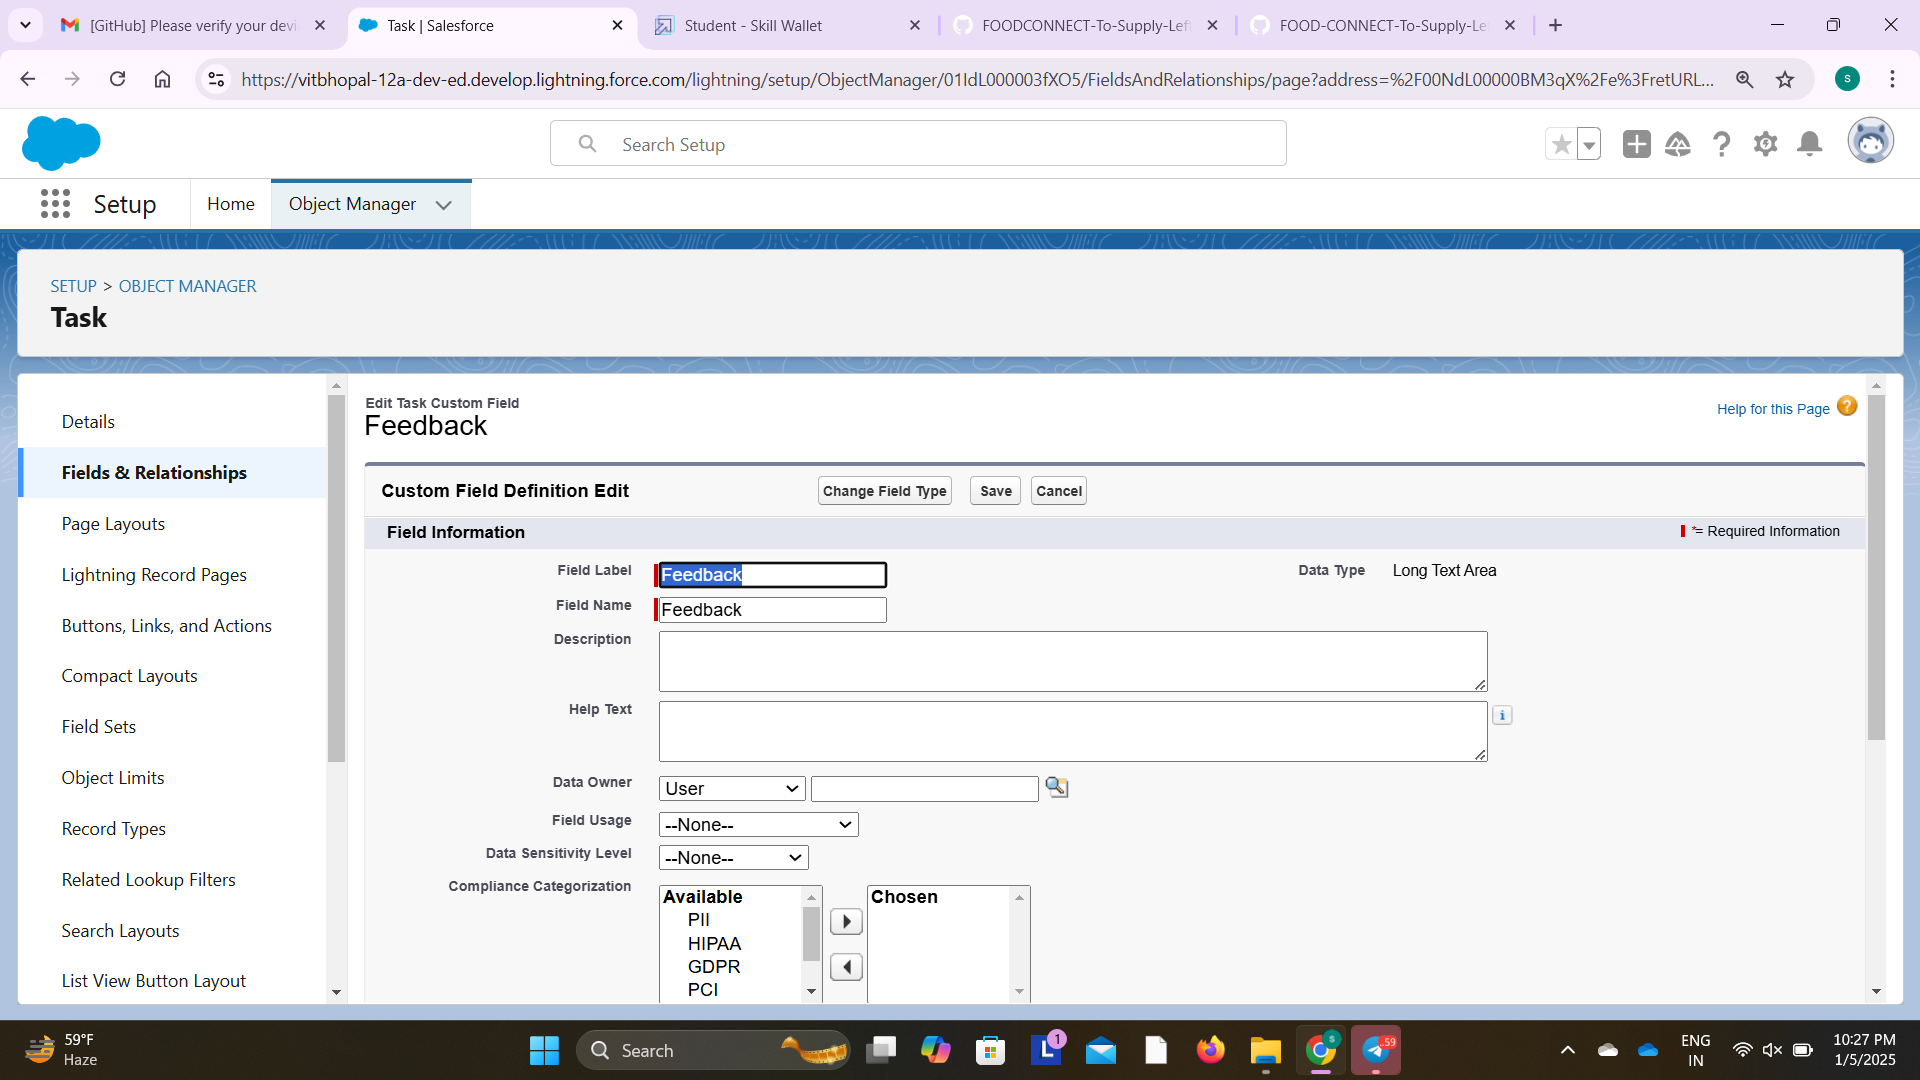 [GitHub] Please verify your devi
Task | Salesforce
Student - Skill Wallet
FOODCONNECT-To-Supply-Left
FOOD-CONNECT-To-Supply-Le
https://vitbhopal-12a-dev-ed.develop.lightning.force.com/lightning/setup/ObjectManager/01IdL000003fXO5/FieldsAndRelationships/page?address=%2F00NdL00000BM3qX%2Fe%3FretURL...
S
Search Setup
Setup
Home
Object Manager
SETUP > OBJECT MANAGER
Task
Details
Fields & Relationships
Page Layouts
Lightning Record Pages
Buttons, Links, and Actions
Compact Layouts
Field Sets
Object Limits
Record Types
Related Lookup Filters
Search Layouts
List View Button Layout
Edit Task Custom Field
Feedback
Help for this Page
Custom Field Definition Edit
Change Field Type
Save
Cancel
Field Information
*= Required Information
Field Label
Feedback
Data Type
Long Text Area
Field Name
Feedback
Description
Help Text
Data Owner
User
Field Usage
--None--
Data Sensitivity Level
--None--
Compliance Categorization
Available
PII
HIPAA
GDPR
PCI
Chosen
59°F
Haze
Search
L
1
S
.59
ENG
IN
10:27 PM
1/5/2025